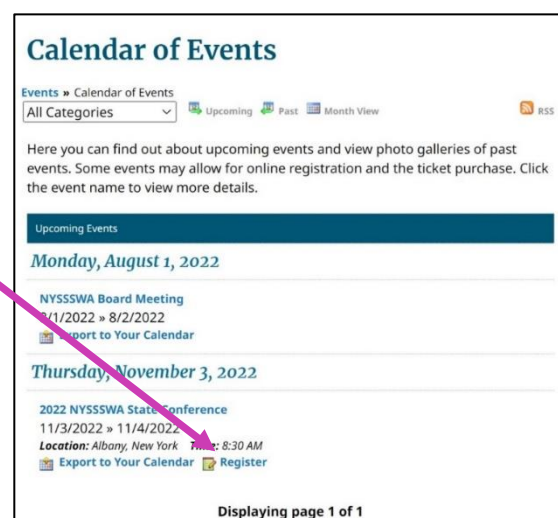 Calendar of Events
Events » Calendar of Events
All Categories Upcoming Past Month View RSS
Here you can find out about upcoming events and view photo galleries of past
events. Some events may allow for online registration and the ticket purchase. Click
the event name to view more details.
Upcoming Events
Monday, August 1, 2022
NYSSSWA Board Meeting
8/1/2022 » 8/2/2022
Export to Your Calendar
Thursday, November 3, 2022
2022 NYSSSWA State Conference
11/3/2022 » 11/4/2022
Location: Albany, New York Time: 8:30 AM
Export to Your Calendar Register
Displaying page 1 of 1